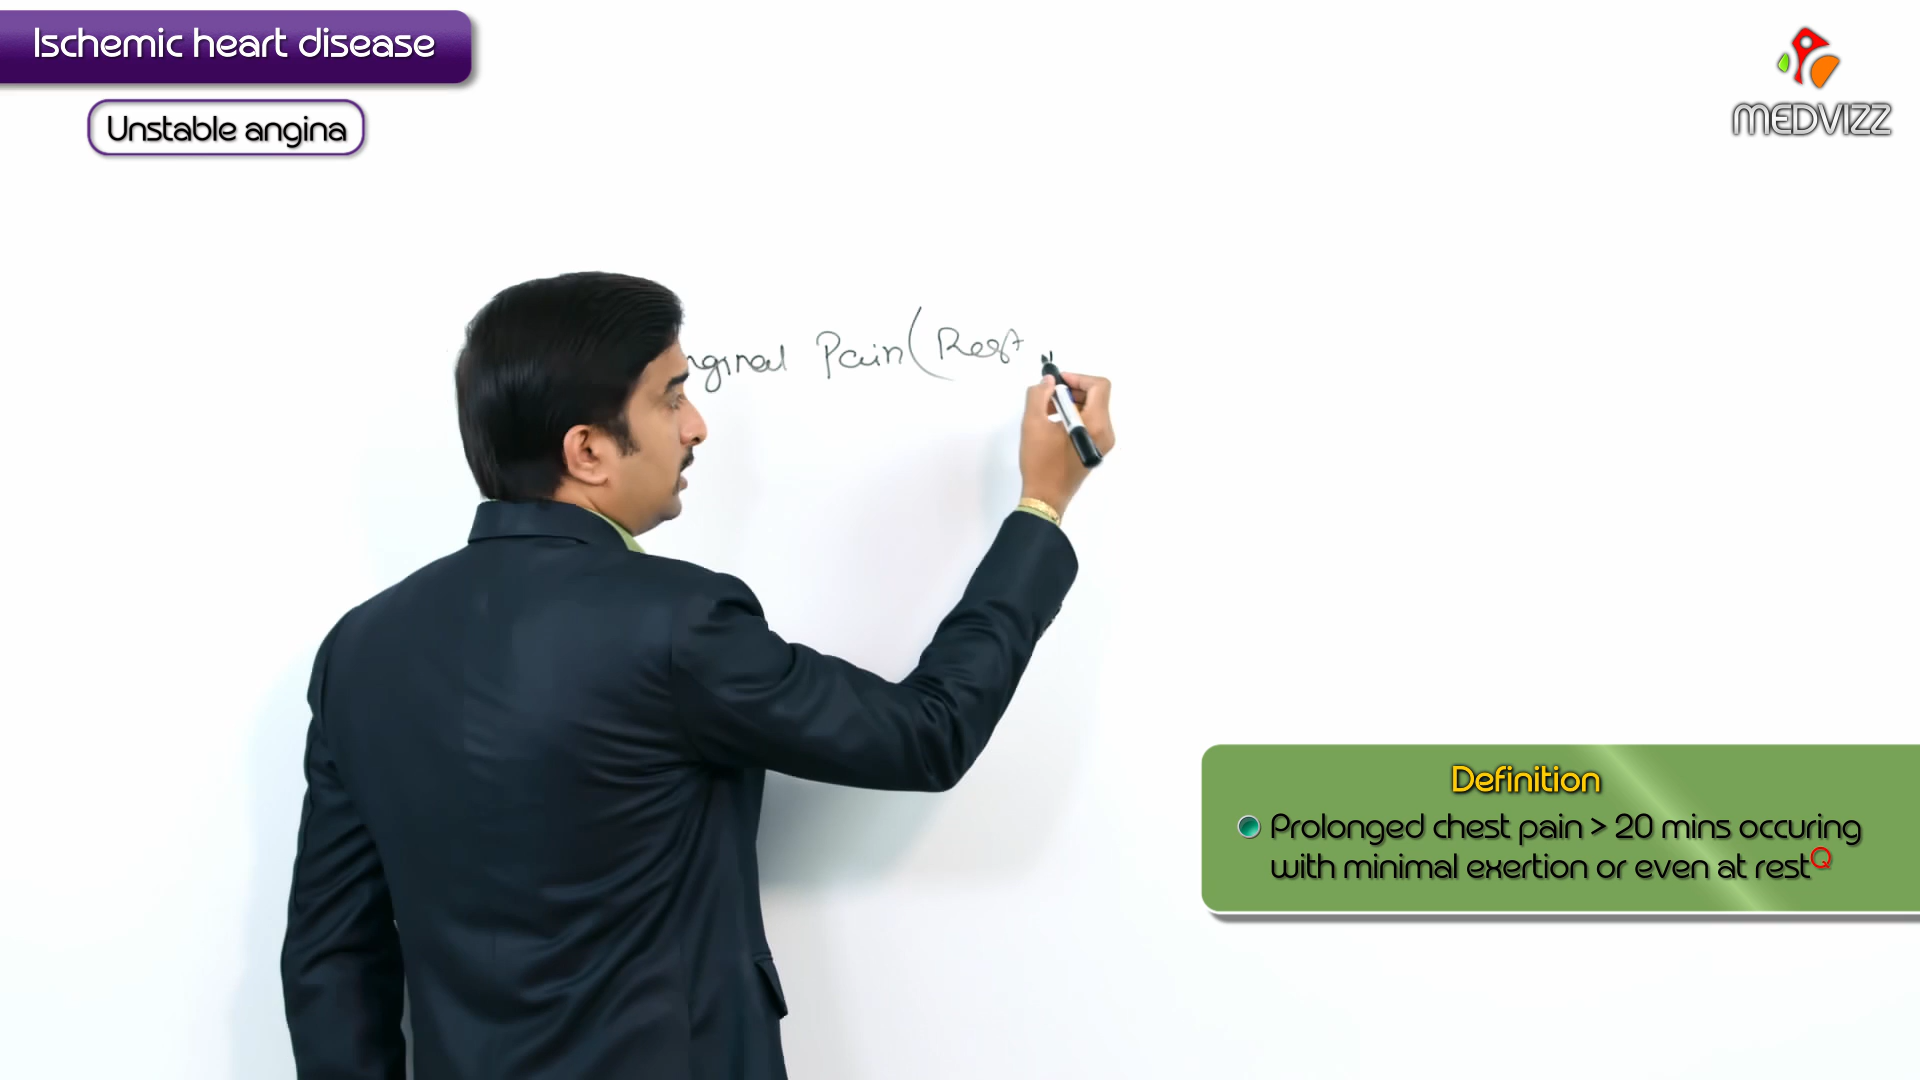 Ischemic heart disease
MEDVIZZ
Unstable angina
nginal Pain (Rest
Definition
Prolonged chest pain > 20 mins occuring
with minimal exertion or even at restQ